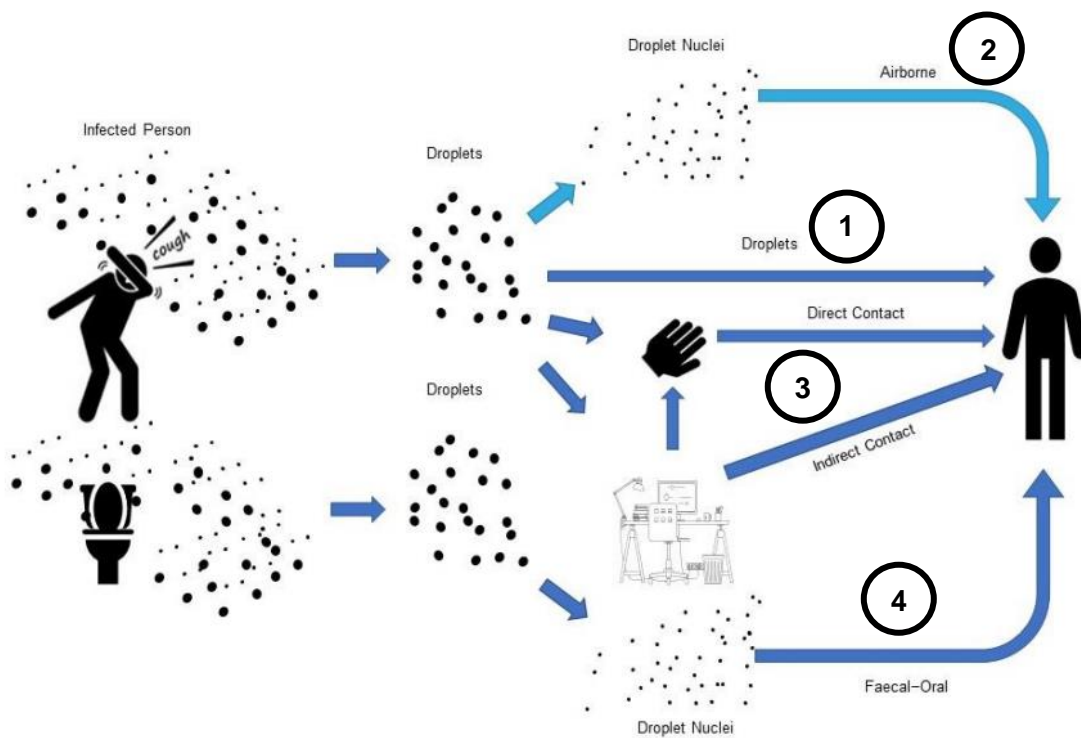 Droplet Nuclei
2
Airborne
Infected Person
Droplets
cough
1
Droplets
Direct Contact
3
Droplets
Indirect Contact
4
Faecal-Oral
Droplet Nuclei